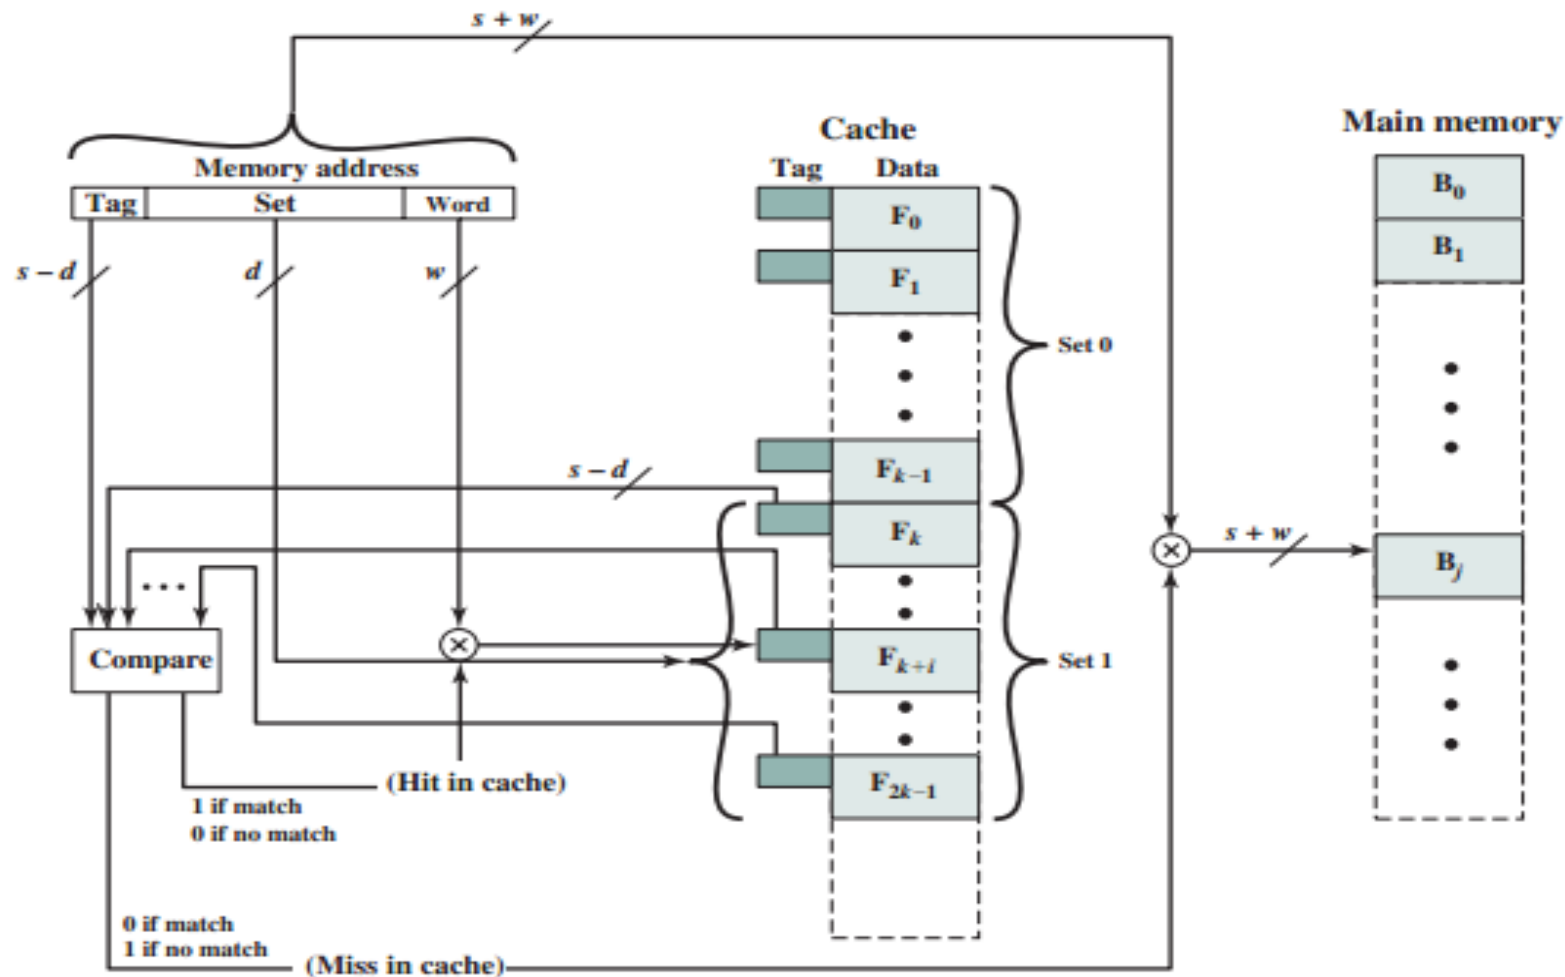 s + w
Memory address
Tag Set Word
s – d
d
w
Cache
Tag Data
F₀
F₁
Fₖ₋₁
Fₖ
Fₖ₊ᵢ
F₂ₖ₋₁
Set 0
Set 1
s – d
Compare
(Hit in cache)
1 if match
0 if no match
0 if match
1 if no match
(Miss in cache)
s + w
Main memory
B₀
B₁
Bⱼ